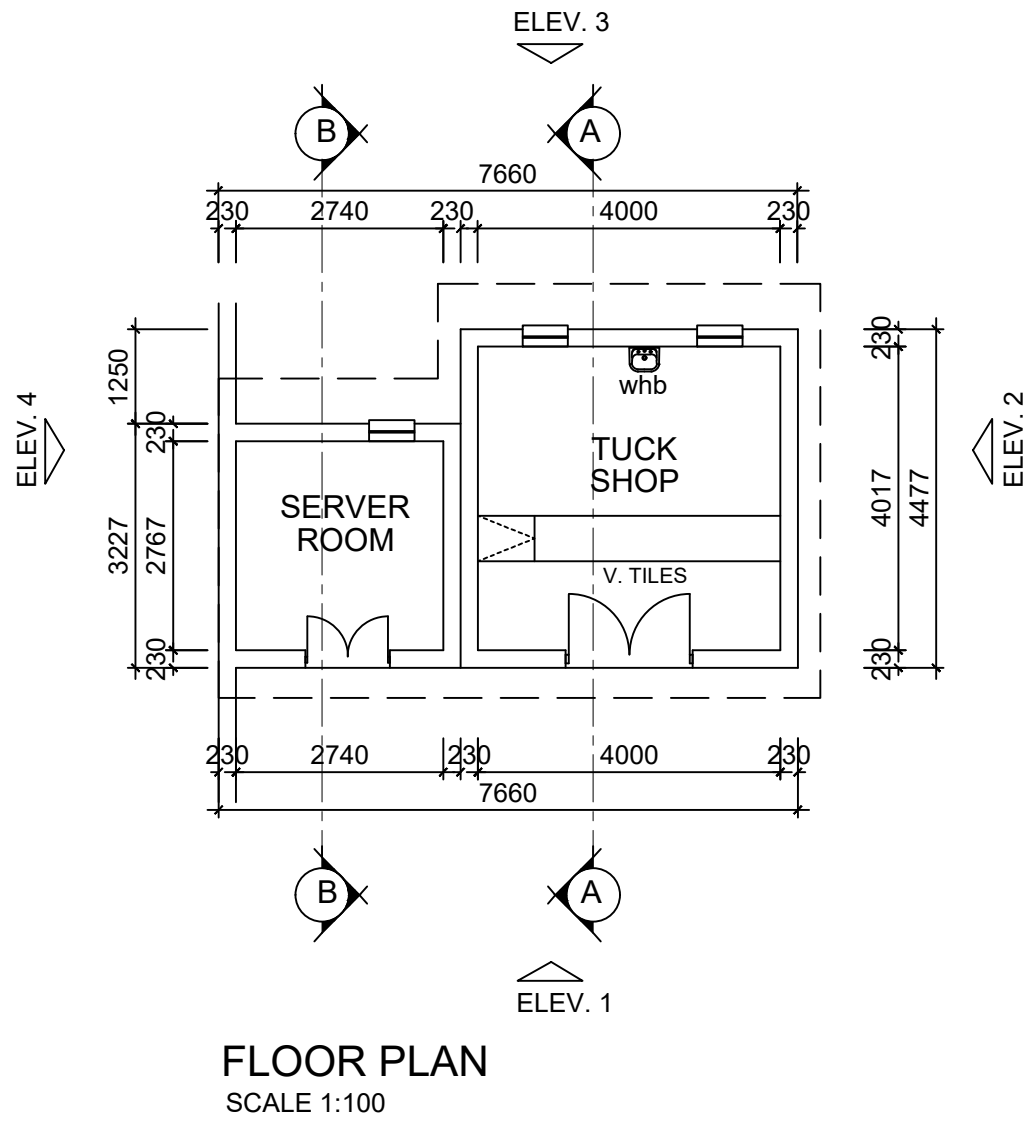 ELEV. 3
B
A
7660
230 2740 230 4000 230
1250
230
2767
230
3227
230
4017
230
4477
ELEV. 4
ELEV. 2
whb
TUCK
SHOP
SERVER
ROOM
V. TILES
230 2740 230 4000 230
7660
B
A
ELEV. 1
FLOOR PLAN
SCALE 1:100